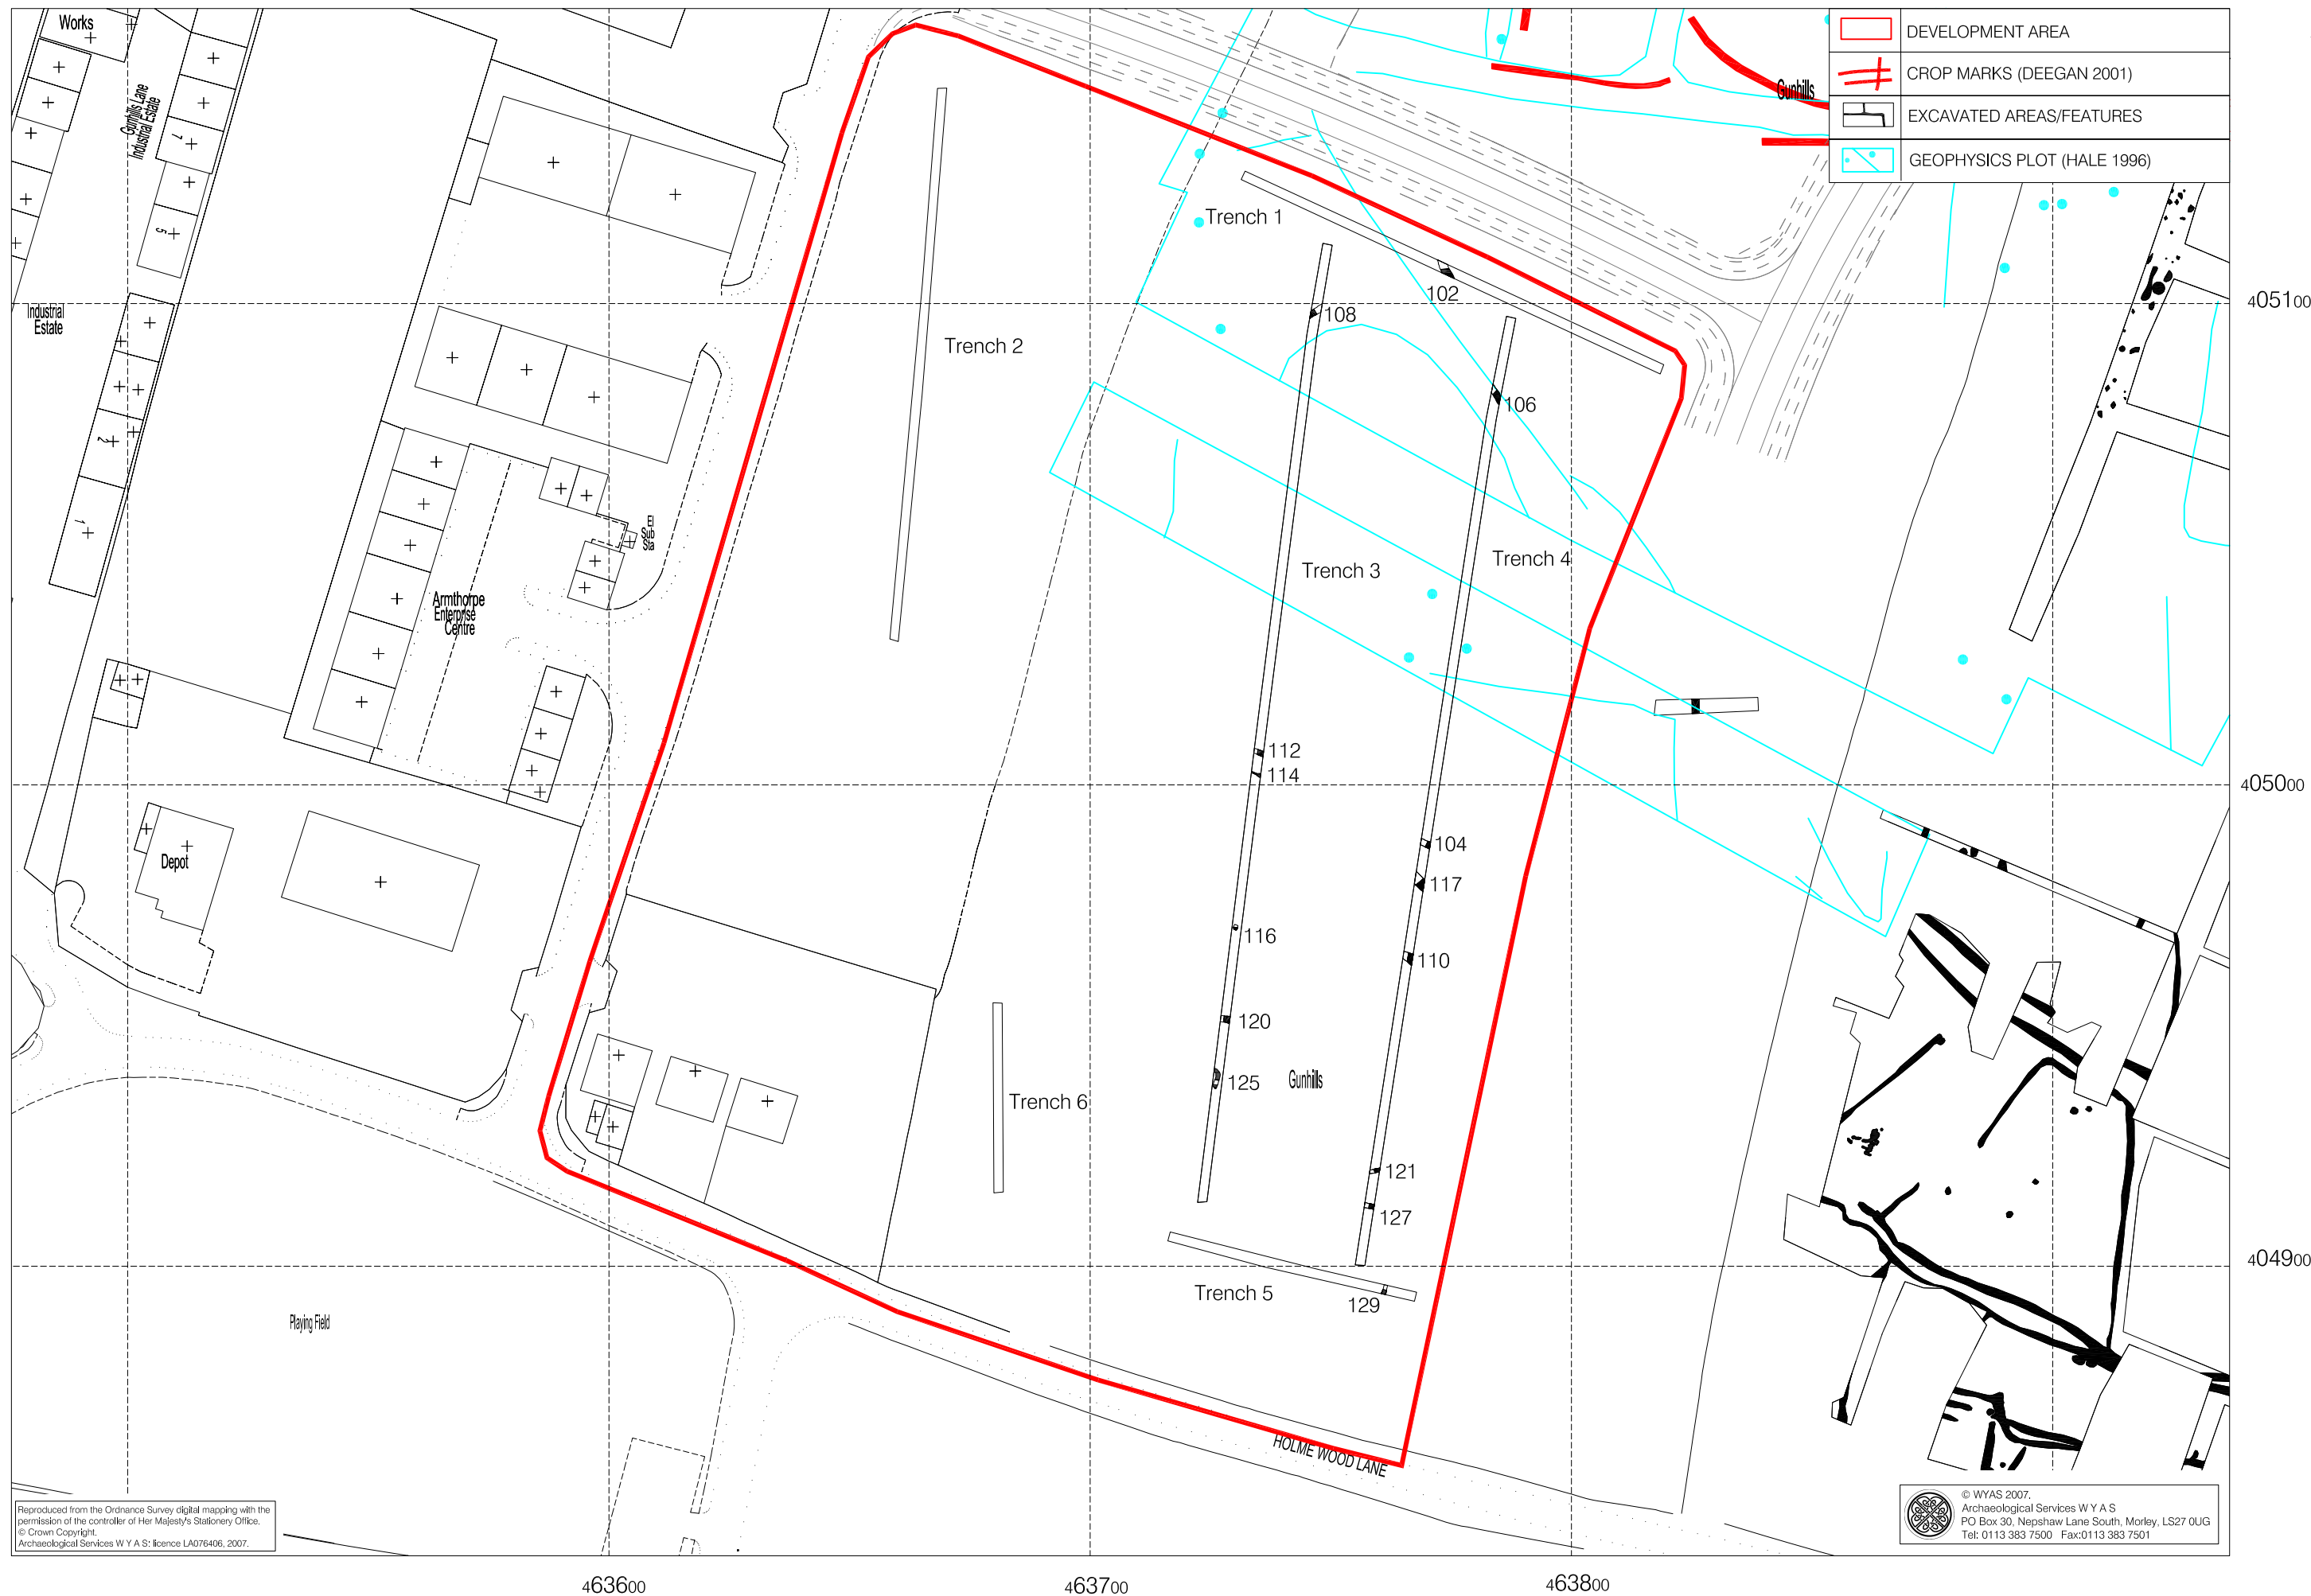 Works
DEVELOPMENT AREA
CROP MARKS (DEEGAN 2001)
EXCAVATED AREAS/FEATURES
GEOPHYSICS PLOT (HALE 1996)
Gunhills
Gunhills Lane
Industrial Estate
7
5
Trench 1
102
Industrial
Estate
405100
108
Trench 2
106
2
1
El
Sub
Sta
Trench 3
Trench 4
Armthorpe
Enterprise
Centre
112
114
405000
104
Depot
117
116
110
120
125
Gunhills
Trench 6
121
127
404900
Trench 5
129
Playing Field
HOLME WOOD LANE
Reproduced from the Ordnance Survey digital mapping with the
permission of the controller of Her Majesty's Stationery Office.
© Crown Copyright.
Archaeological Services W Y A S: licence LA076406, 2007.
© WYAS 2007.
Archaeological Services W Y A S
PO Box 30, Nepshaw Lane South, Morley, LS27 0UG
Tel: 0113 383 7500 Fax:0113 383 7501
463600
463700
463800